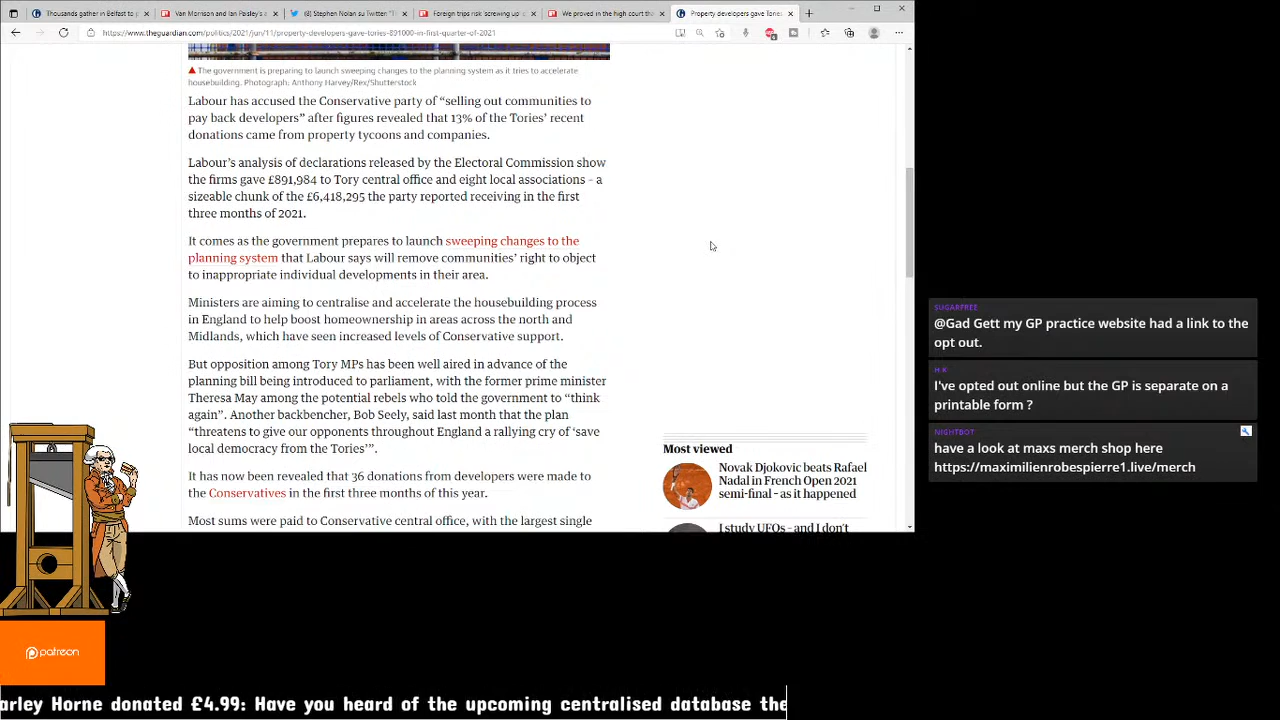 Thousands gather in Belfast to p
Van Morrison and Ian Paisley's a
(8) Stephen Nolan su Twitter: "T
Foreign trips risk 'screwing up' s
We proved in the high court tha
Property developers gave Tories
https://www.theguardian.com/politics/2021/jun/11/property-developers-gave-tories-891000-in-first-quarter-of-2021
▲ The government is preparing to launch sweeping changes to the planning system as it tries to accelerate
housebuilding. Photograph: Anthony Harvey/Rex/Shutterstock
Labour has accused the Conservative party of “selling out communities to
pay back developers” after figures revealed that 13% of the Tories’ recent
donations came from property tycoons and companies.
Labour’s analysis of declarations released by the Electoral Commission show
the firms gave £891,984 to Tory central office and eight local associations – a
sizeable chunk of the £6,418,295 the party reported receiving in the first
three months of 2021.
It comes as the government prepares to launch sweeping changes to the
planning system that Labour says will remove communities’ right to object
to inappropriate individual developments in their area.
Ministers are aiming to centralise and accelerate the housebuilding process
in England to help boost homeownership in areas across the north and
Midlands, which have seen increased levels of Conservative support.
But opposition among Tory MPs has been well aired in advance of the
planning bill being introduced to parliament, with the former prime minister
Theresa May among the potential rebels who told the government to “think
again”. Another backbencher, Bob Seely, said last month that the plan
“threatens to give our opponents throughout England a rallying cry of ‘save
local democracy from the Tories’”.
It has now been revealed that 36 donations from developers were made to
the Conservatives in the first three months of this year.
Most sums were paid to Conservative central office, with the largest single
Most viewed
Novak Djokovic beats Rafael
Nadal in French Open 2021
semi-final – as it happened
I study UFOs – and I don’t
SUGARFREE
@Gad Gett my GP practice website had a link to the
opt out.
H K
I've opted out online but the GP is separate on a
printable form ?
NIGHTBOT
have a look at maxs merch shop here
https://maximilienrobespierre1.live/merch
patreon
arley Horne donated £4.99: Have you heard of the upcoming centralised database the